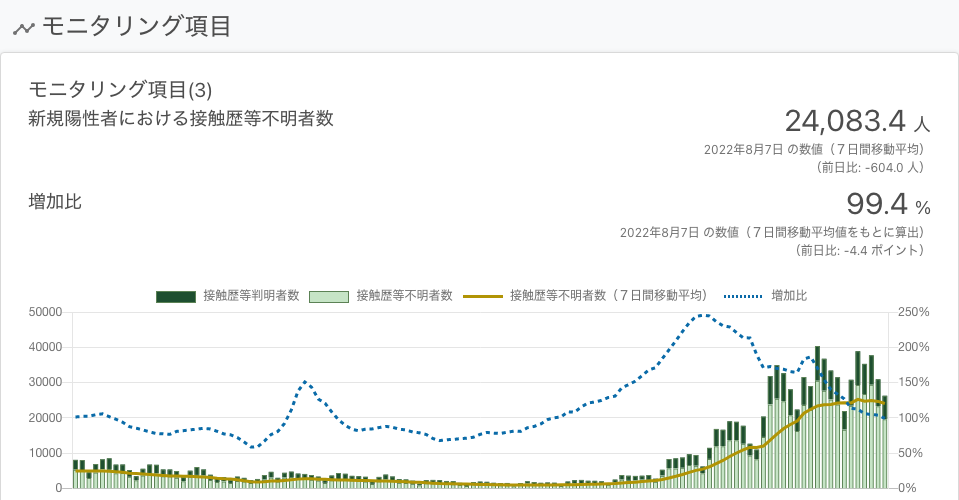 モニタリング項目
モニタリング項目(3)
新規陽性者における接触歴等不明者数
24,083.4 人
2022年8月7日 の数値（７日間移動平均）
（前日比: -604.0 人）
増加比
99.4 %
2022年8月7日 の数値（７日間移動平均値をもとに算出）
（前日比: -4.4 ポイント）
接触歴等判明者数 接触歴等不明者数 接触歴等不明者数（７日間移動平均） 増加比
50000 250%
40000 200%
30000 150%
20000 100%
10000 50%
0 0%